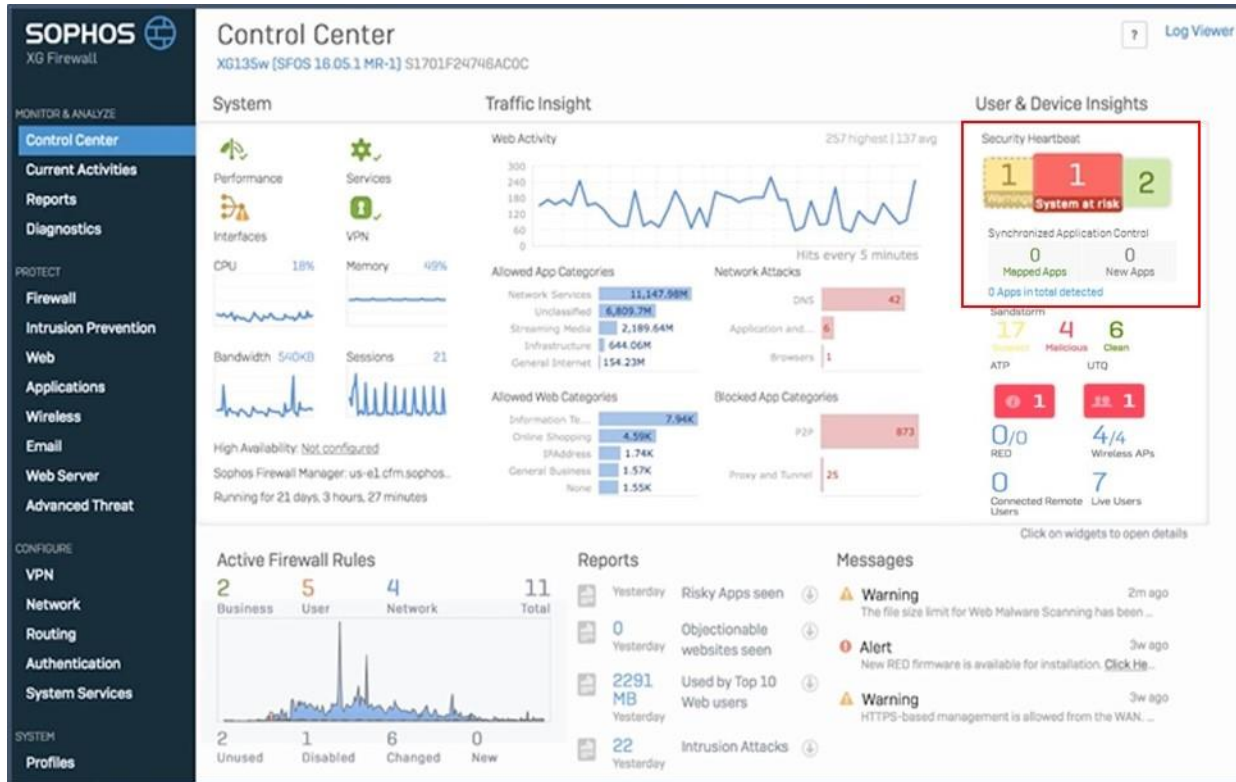 SOPHOS
XG Firewall
Control Center
XG135w (SFOS 16.05.1 MR-1) S1701F24746AC0C
?
Log Viewer
MONITOR & ANALYZE
Control Center
Current Activities
Reports
Diagnostics
PROTECT
Firewall
Intrusion Prevention
Web
Applications
Wireless
Email
Web Server
Advanced Threat
CONFIGURE
VPN
Network
Routing
Authentication
System Services
SYSTEM
Profiles
System
Performance
Services
Interfaces
VPN
CPU 18%
Memory 49%
Bandwidth 540KB
Sessions 21
High Availability: Not configured
Sophos Firewall Manager: us-e1.cfm.sophos..
Running for 21 days, 3 hours, 27 minutes
Traffic Insight
Web Activity
257 highest | 137 avg
300
240
180
120
60
0
Hits every 5 minutes
Allowed App Categories
Network Services 11,147.98M
Unclassified 6,809.7M
Streaming Media 2,189.64M
Infrastructure 644.06M
General Internet 154.23M
Network Attacks
DNS 42
Application and... 6
Browsers 1
Allowed Web Categories
Information Te... 7.94K
Online Shopping 4.59K
IPAddress 1.74K
General Business 1.57K
None 1.55K
Blocked App Categories
P2P 873
Proxy and Tunnel 25
User & Device Insights
Security Heartbeat
1
1
2
System at risk
Synchronized Application Control
0
Mapped Apps
0
New Apps
0 Apps in total detected
Sandstorm
17
4
Malicious
6
Clean
ATP
UTQ
1
1
0/0
RED
4/4
Wireless APs
0
Connected Remote Users
7
Live Users
Click on widgets to open details
Active Firewall Rules
2
Business
5
User
4
Network
11
Total
2
Unused
1
Disabled
6
Changed
0
New
Reports
Yesterday Risky Apps seen
0
Yesterday
Objectionable websites seen
2291 MB
Yesterday
Used by Top 10 Web users
22
Yesterday
Intrusion Attacks
Messages
Warning 2m ago
The file size limit for Web Malware Scanning has been ...
Alert 3w ago
New RED firmware is available for installation. Click He...
Warning 3w ago
HTTPS-based management is allowed from the WAN. ...